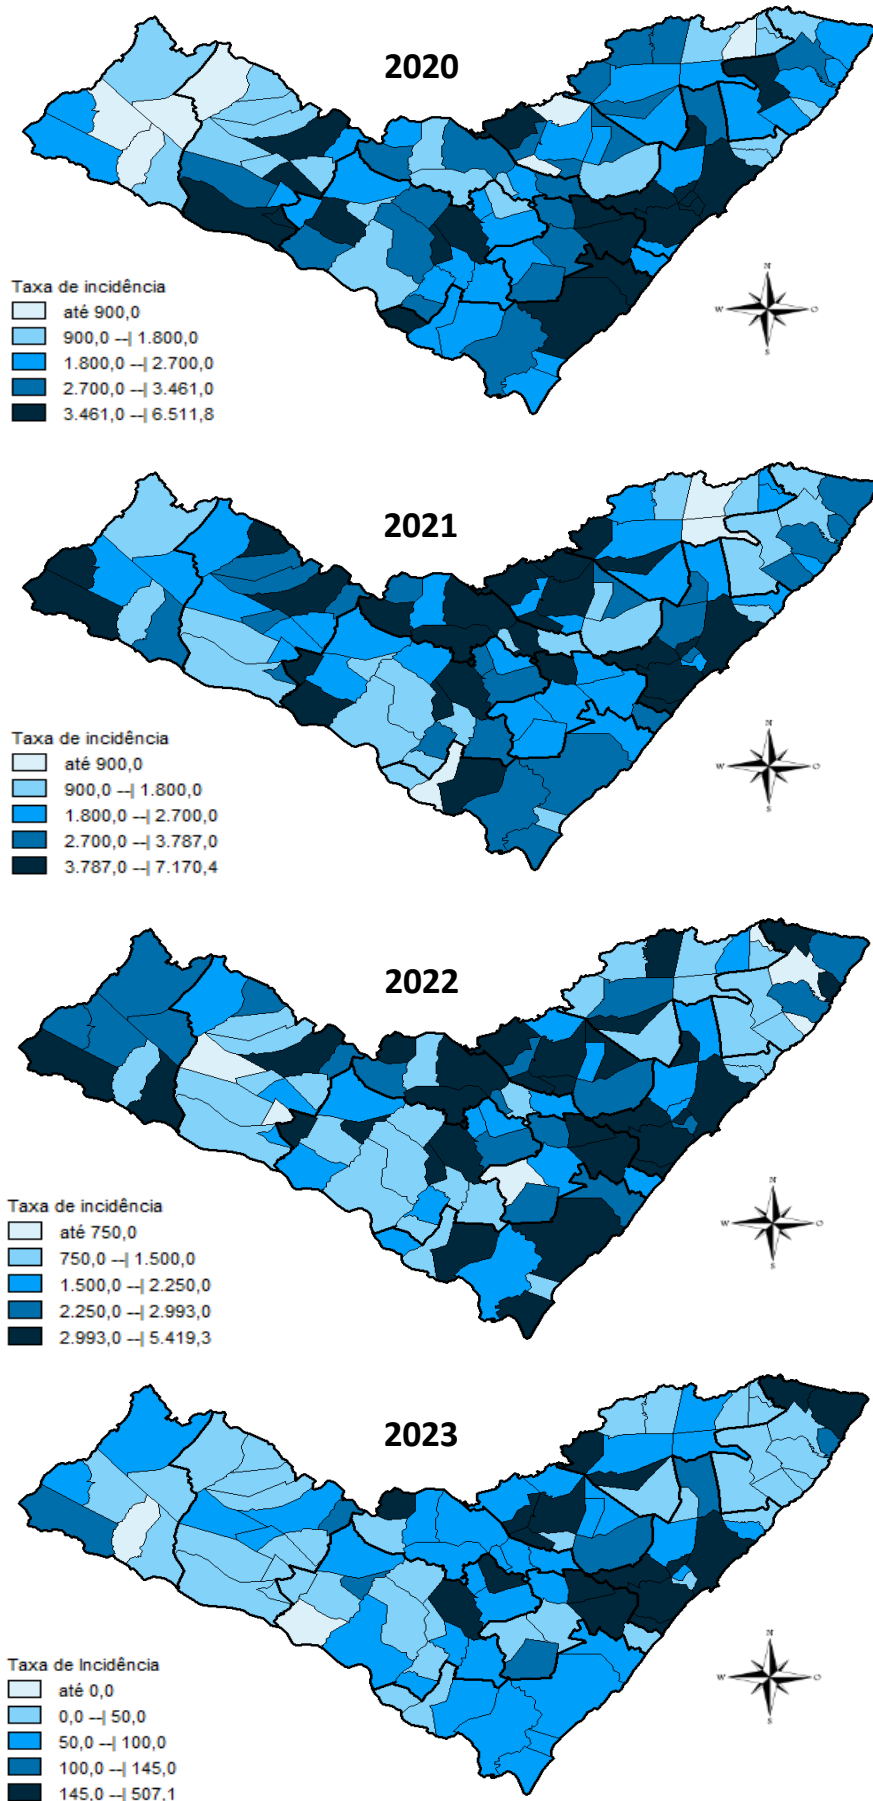 2020
Taxa de incidência
até 900,0
900,0 --| 1.800,0
1.800,0 --| 2.700,0
2.700,0 --| 3.461,0
3.461,0 --| 6.511,8
N
W
O
S
2021
Taxa de incidência
até 900,0
900,0 --| 1.800,0
1.800,0 --| 2.700,0
2.700,0 --| 3.787,0
3.787,0 --| 7.170,4
N
W
O
S
2022
Taxa de incidência
até 750,0
750,0 --| 1.500,0
1.500,0 --| 2.250,0
2.250,0 --| 2.993,0
2.993,0 --| 5.419,3
N
W
O
S
2023
Taxa de Incidência
até 0,0
0,0 --| 50,0
50,0 --| 100,0
100,0 --| 145,0
145,0 --| 507,1
N
W
O
S